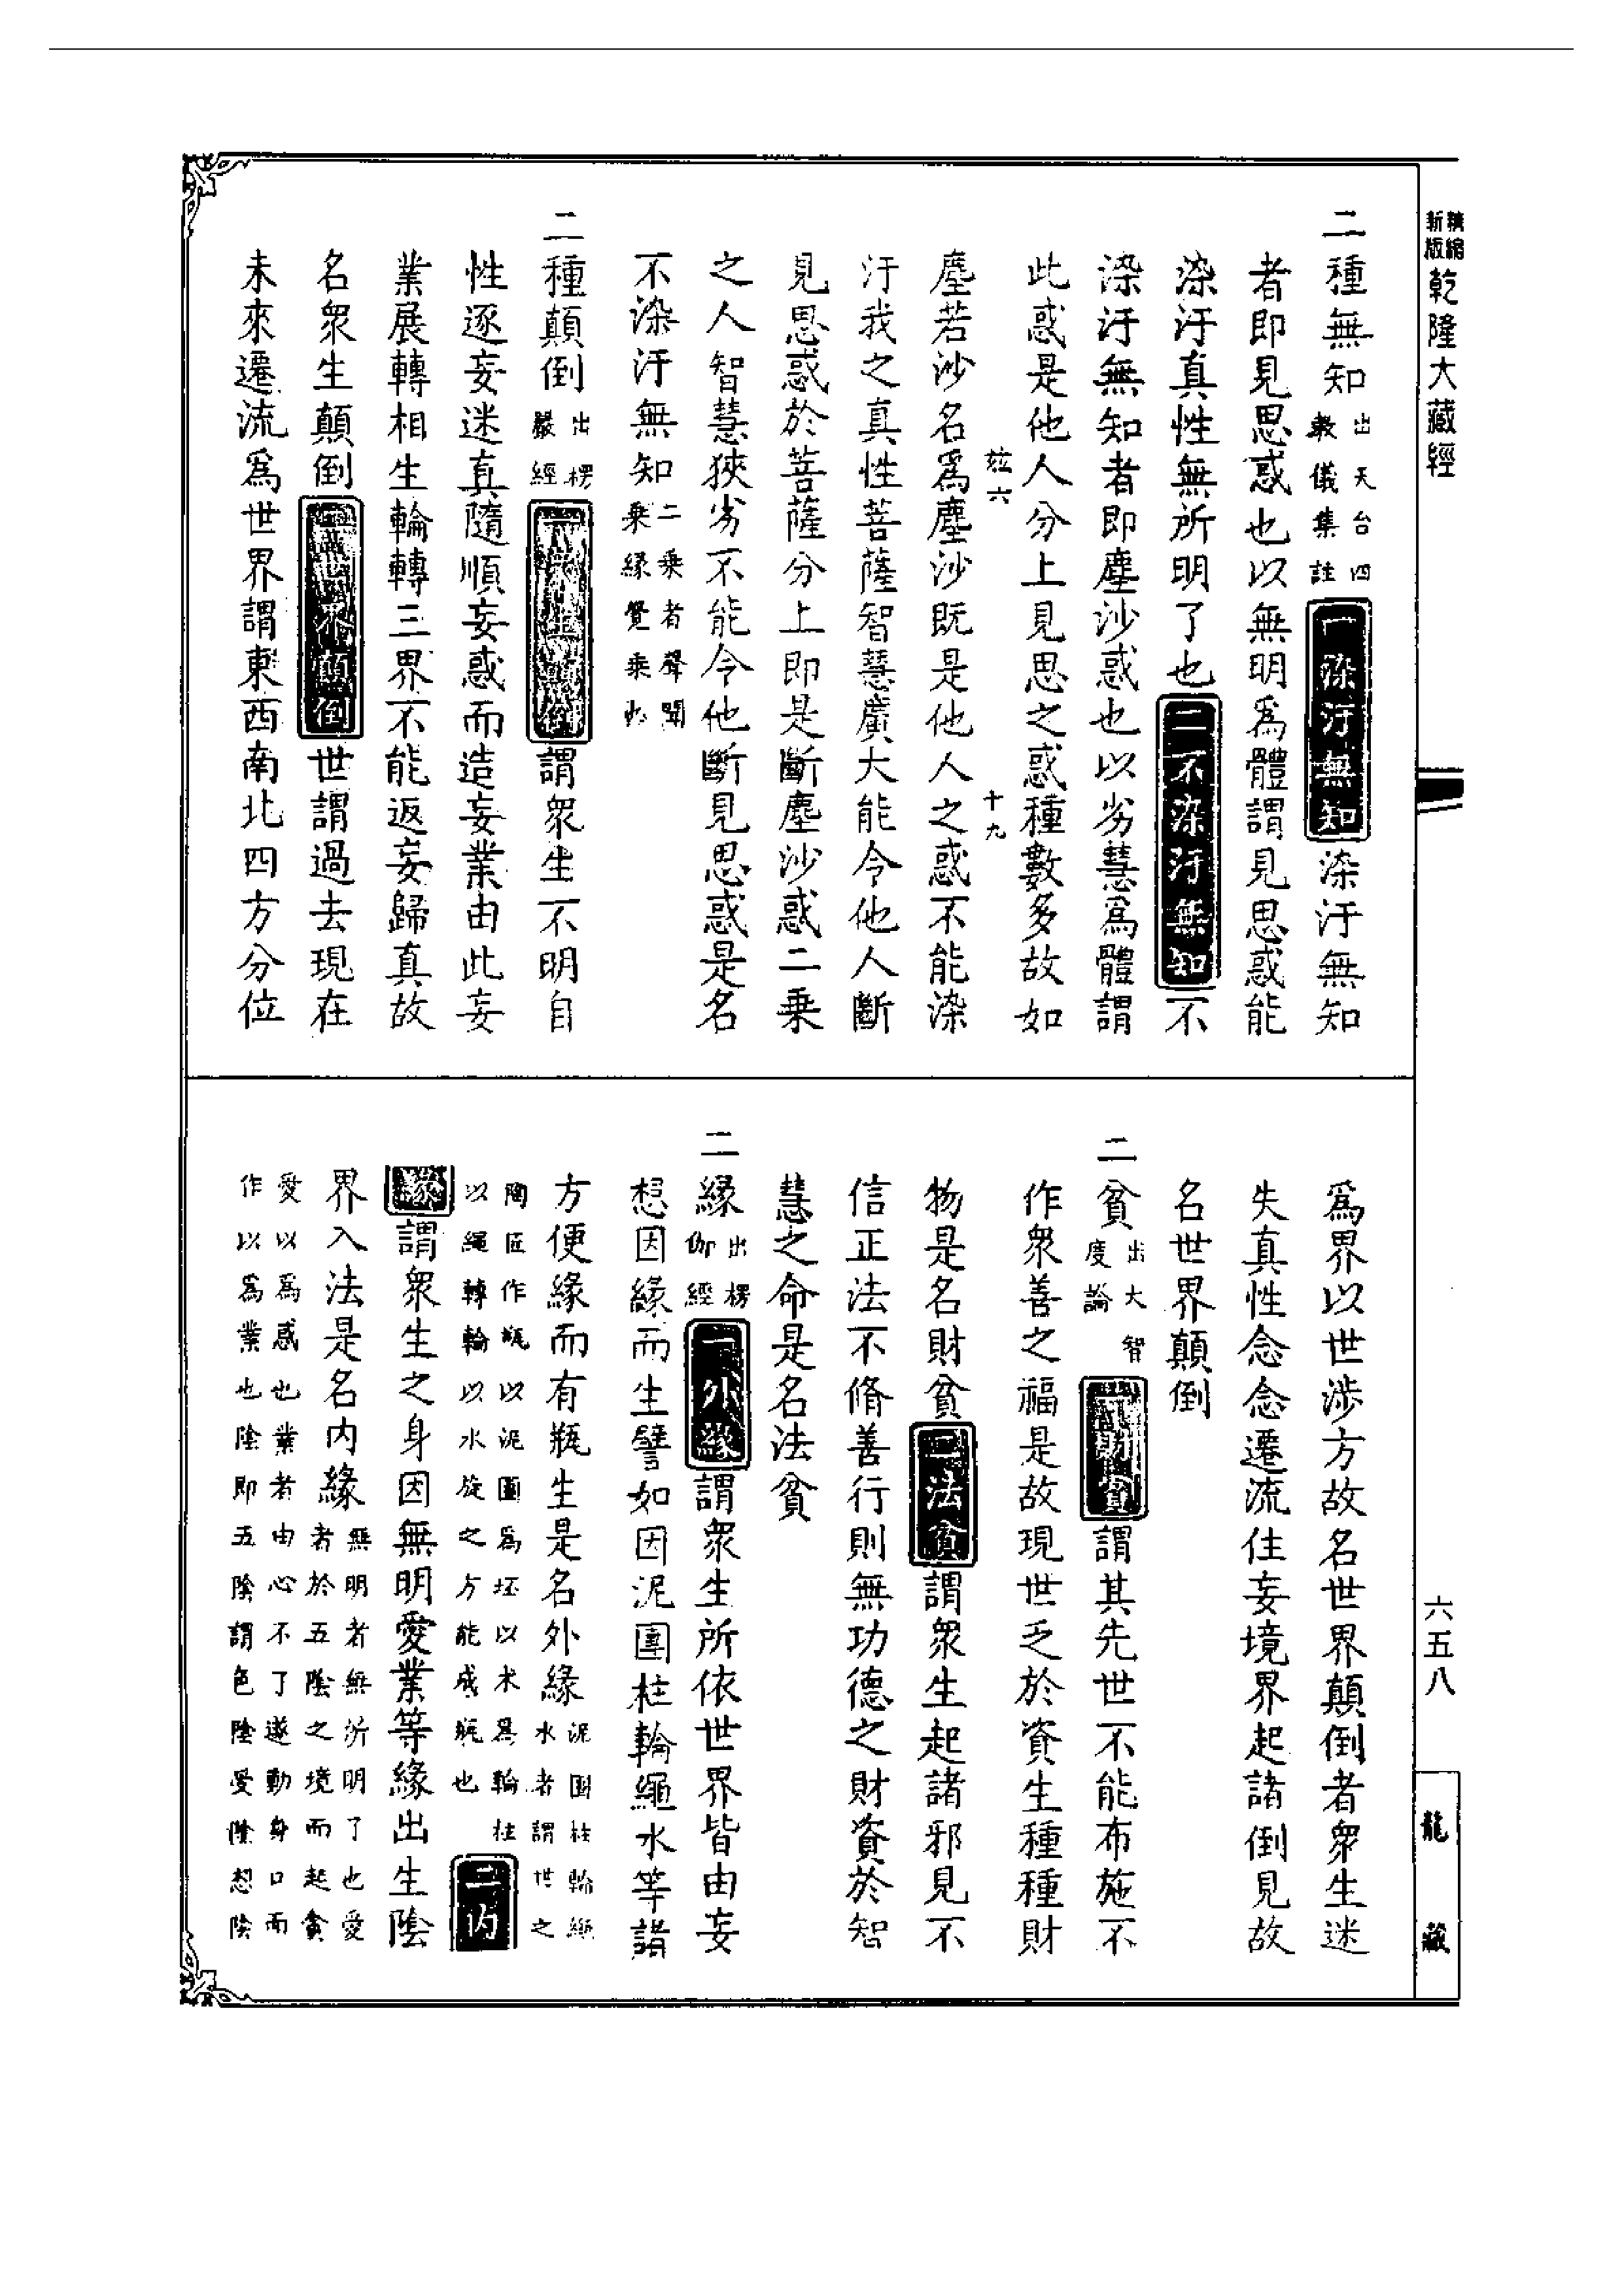 新版精縮乾隆大藏經
二種無知出天台四教儀集註一染汙無知染汙無知
者即見思惑也以無明爲體謂見思惑能
染汙真性無所明了也二不染汙無知不
染汙無知者即塵沙惑也以劣慧爲體謂
此惑是他人分上見思之惑種數多故如
茲六 十九
塵若沙名爲塵沙既是他人之惑不能染
汙我之真性菩薩智慧廣大能令他人斷
見思惑於菩薩分上即是斷塵沙惑二乗
之人智慧狹劣不能令他斷見思惑是名
不染汙無知二乗者聲聞乗緣覺乗也
二種顛倒出楞嚴經一衆生顛倒謂衆生不明自
性逐妄迷真隨順妄惑而造妄業由此妄
業展轉相生輪轉三界不能返妄歸真故
名衆生顛倒二世界顛倒世謂過去現在
未來遷流爲世界謂東西南北四方分位
爲界以世涉方故名世界顛倒者衆生迷
失真性念念遷流住妄境界起諸倒見故
名世界顛倒
二貧出大智度論一財貧謂其先世不能布施不
作衆善之福是故現世乏於資生種種財
物是名財貧二法貧謂衆生起諸邪見不
信正法不脩善行則無功德之財資於智
慧之命是名法貧
二緣出楞伽經一外緣謂衆生所依世界皆由妄
想因緣而生譬如因泥團柱輪繩水等諸
方便緣而有瓶生是名外緣泥團柱輪繩水者謂世之
陶匠作瓶以泥團爲坯以木爲輪柱以繩轉輪以水旋之方能成瓶也二内
緣謂衆生之身因無明愛業等緣出生陰
界入法是名内緣無明者無所明了也愛者於五陰之境而起貪
愛以爲惑也業者由心不了遂動身口而作以爲業也陰即五陰謂色陰受陰想陰
六五八
龍藏